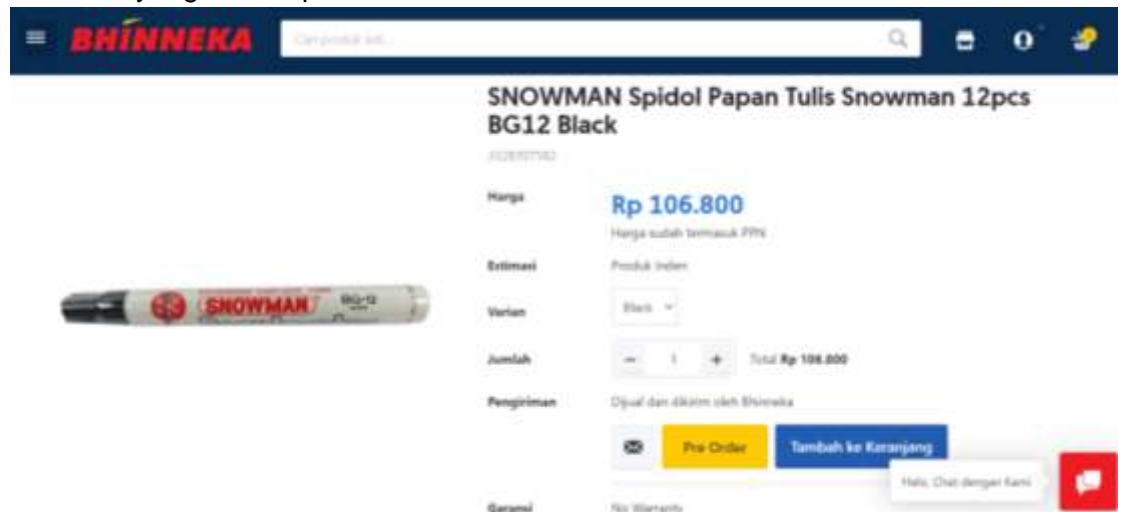 BHINNEKA
SNOWMAN Spidol Papan Tulis Snowman 12pcs
BG12 Black
Harga
Rp 106.800
Harga sudah termasuk PPN
Estimasi
Produk Inden
Varian
Black
Jumlah
- 1 + Total Rp 106.800
Pengiriman
Dijual dan dikirim oleh Bhinneka
Pre Order
Tambah ke Keranjang
Halo, Chat dengan Kami
Garansi
No Warranty
SNOWMAN
BG-12